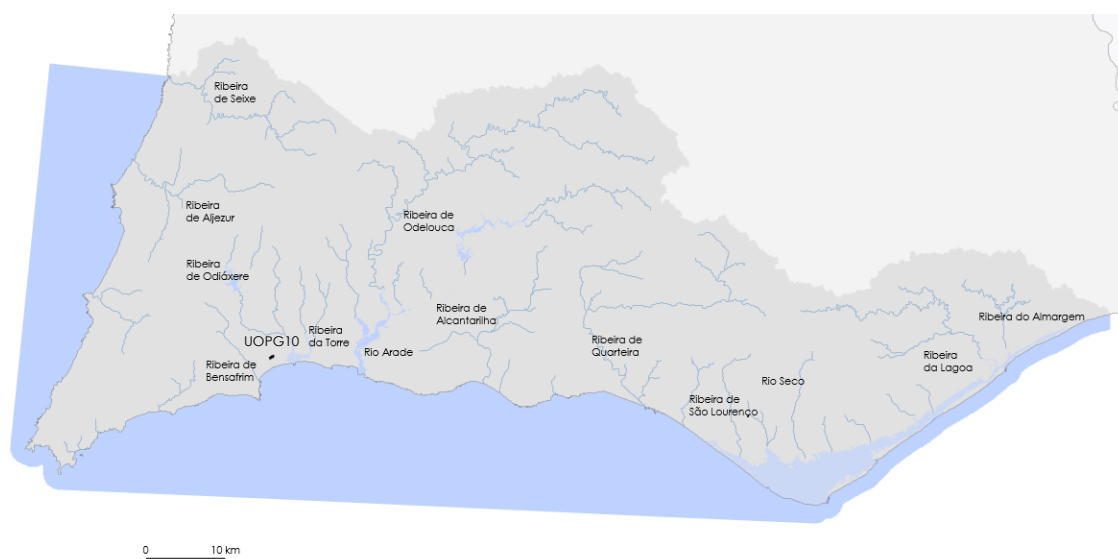 Ribeira
de Seixe
Ribeira
de Aljezur
Ribeira de
Odelouca
Ribeira
de Odiáxere
Ribeira de
Alcantarilha
Ribeira do Almargem
Ribeira
da Torre
UOPG10
Rio Arade
Ribeira de
Quarteira
Ribeira
da Lagoa
Ribeira de
Bensafrim
Rio Seco
Ribeira de
São Lourenço
0 10 km